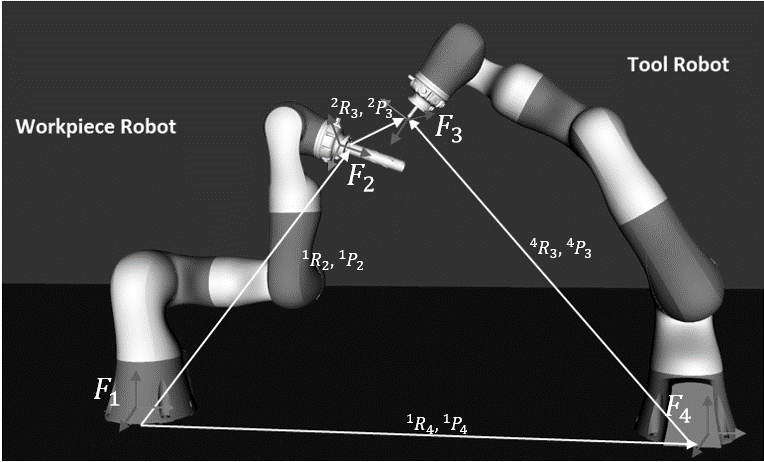 Tool Robot
Workpiece Robot
²R₃, ²P₃
F₃
F₂
⁴R₃, ⁴P₃
¹R₂, ¹P₂
F₁
F₄
¹R₄, ¹P₄